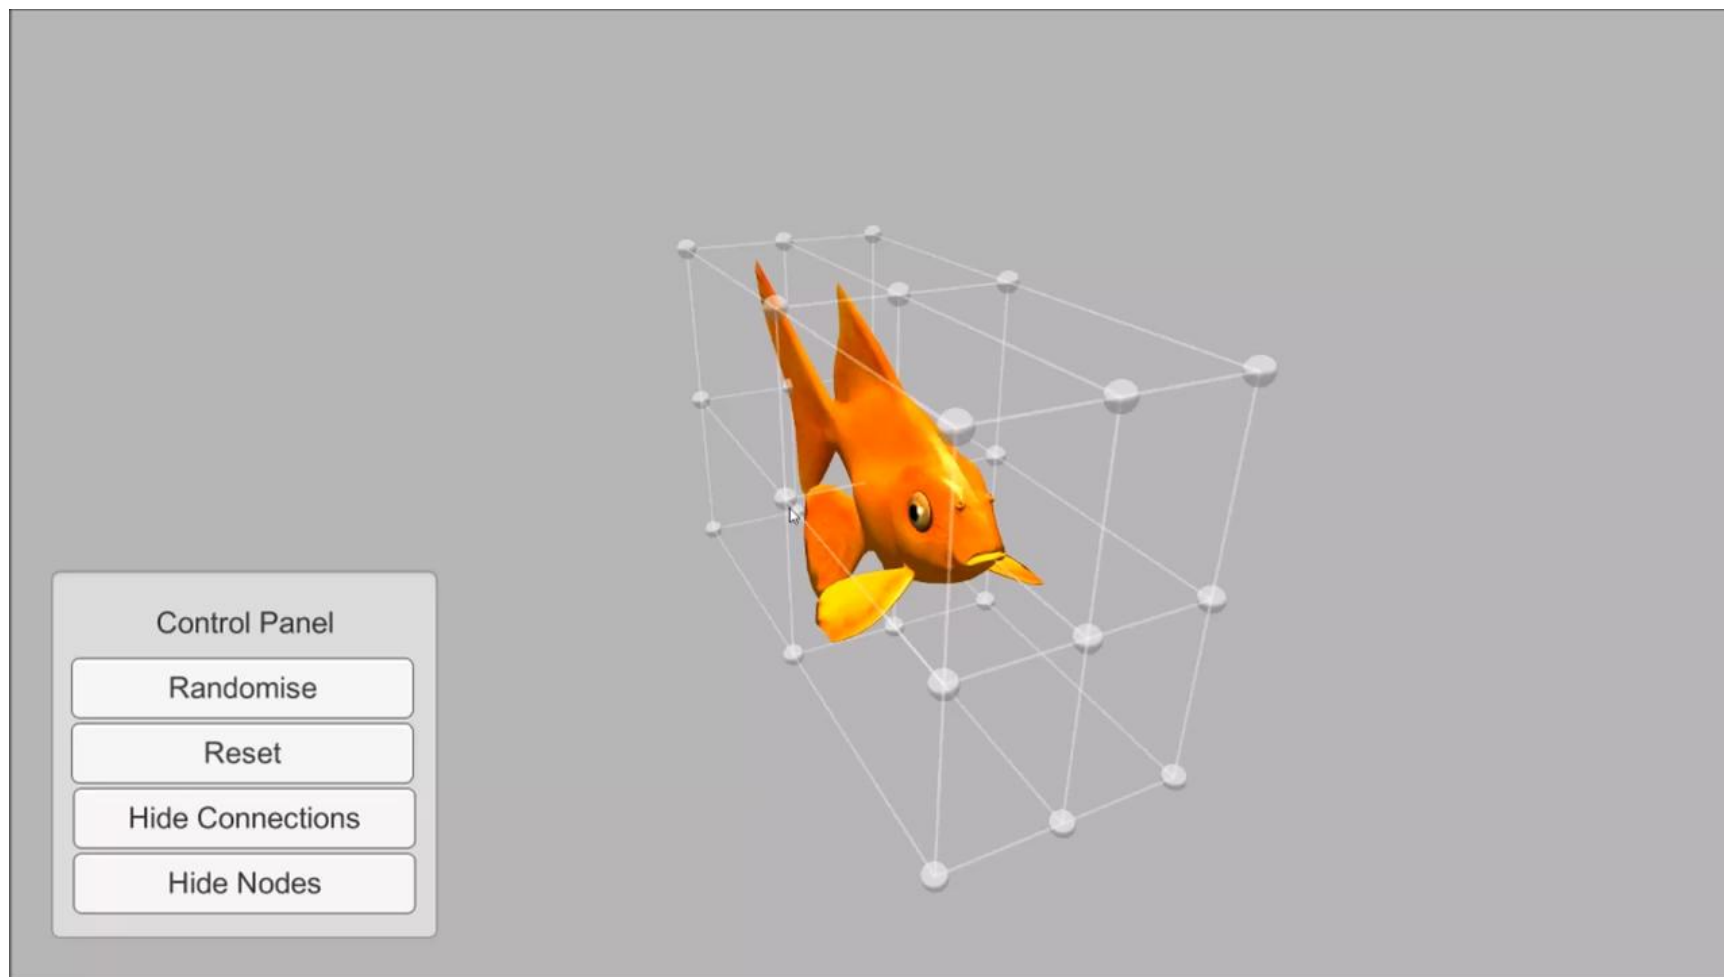 Control Panel
Randomise
Reset
Hide Connections
Hide Nodes